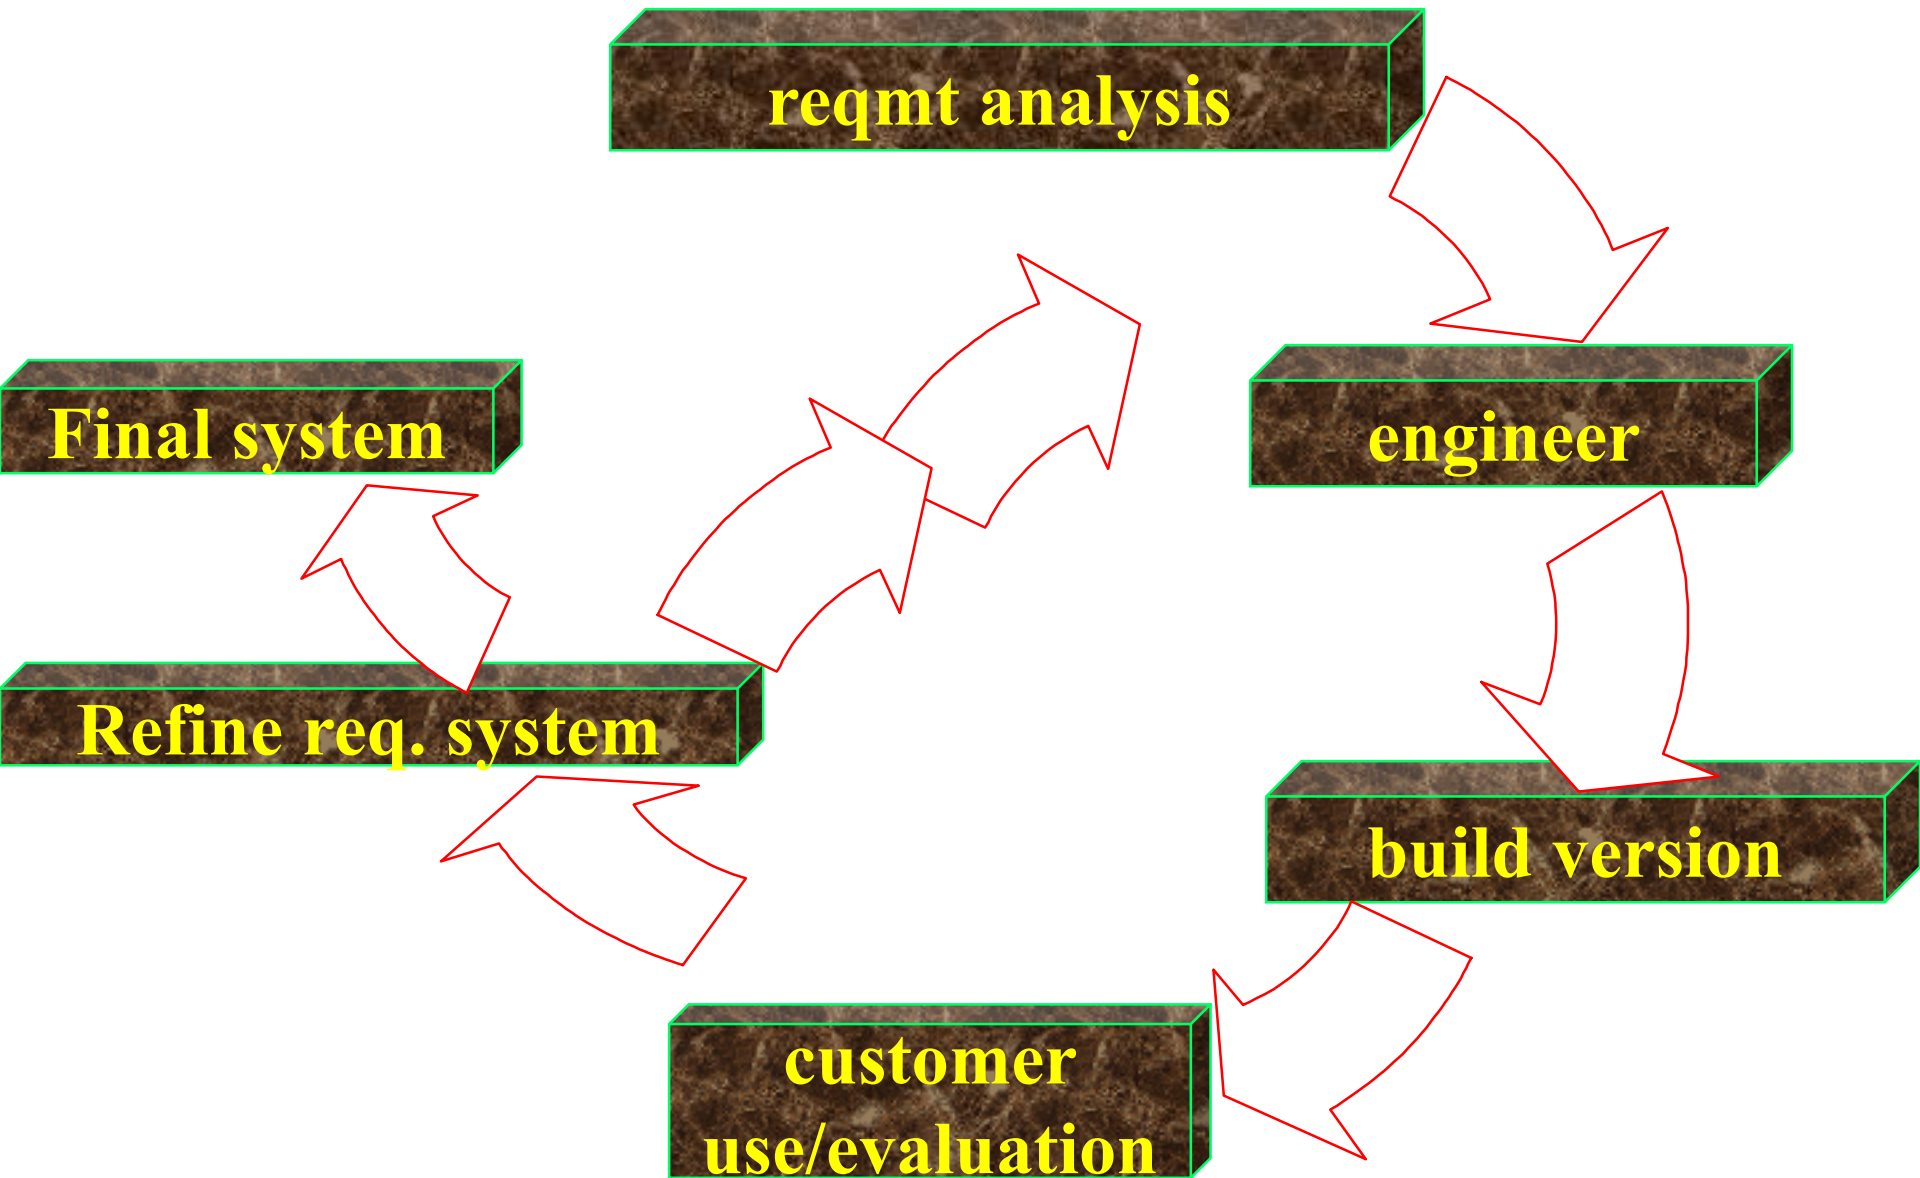 reqmt analysis
Final system
engineer
Refine req. system
build version
customer
use/evaluation